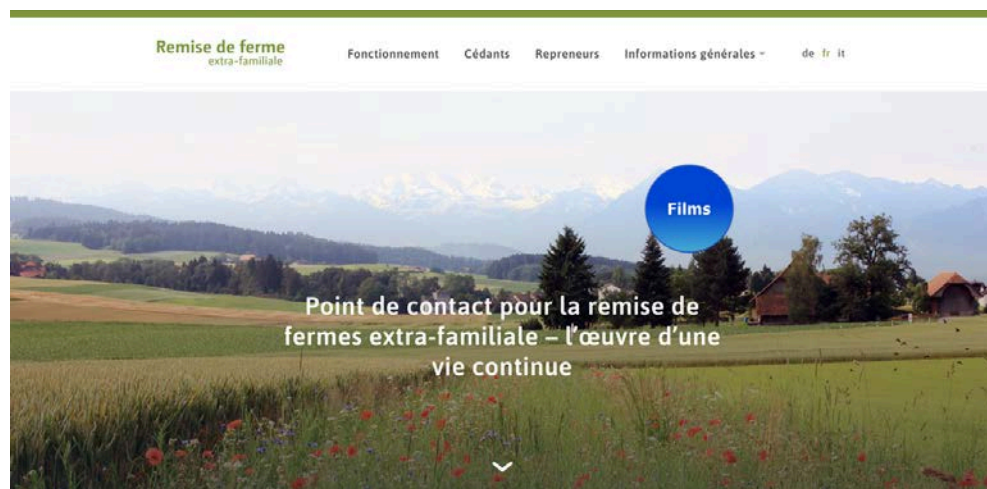 Remise de ferme
extra-familiale
Fonctionnement Cédants Repreneurs Informations générales de fr it
Films
Point de contact pour la remise de
fermes extra-familiale – l’œuvre d’une
vie continue